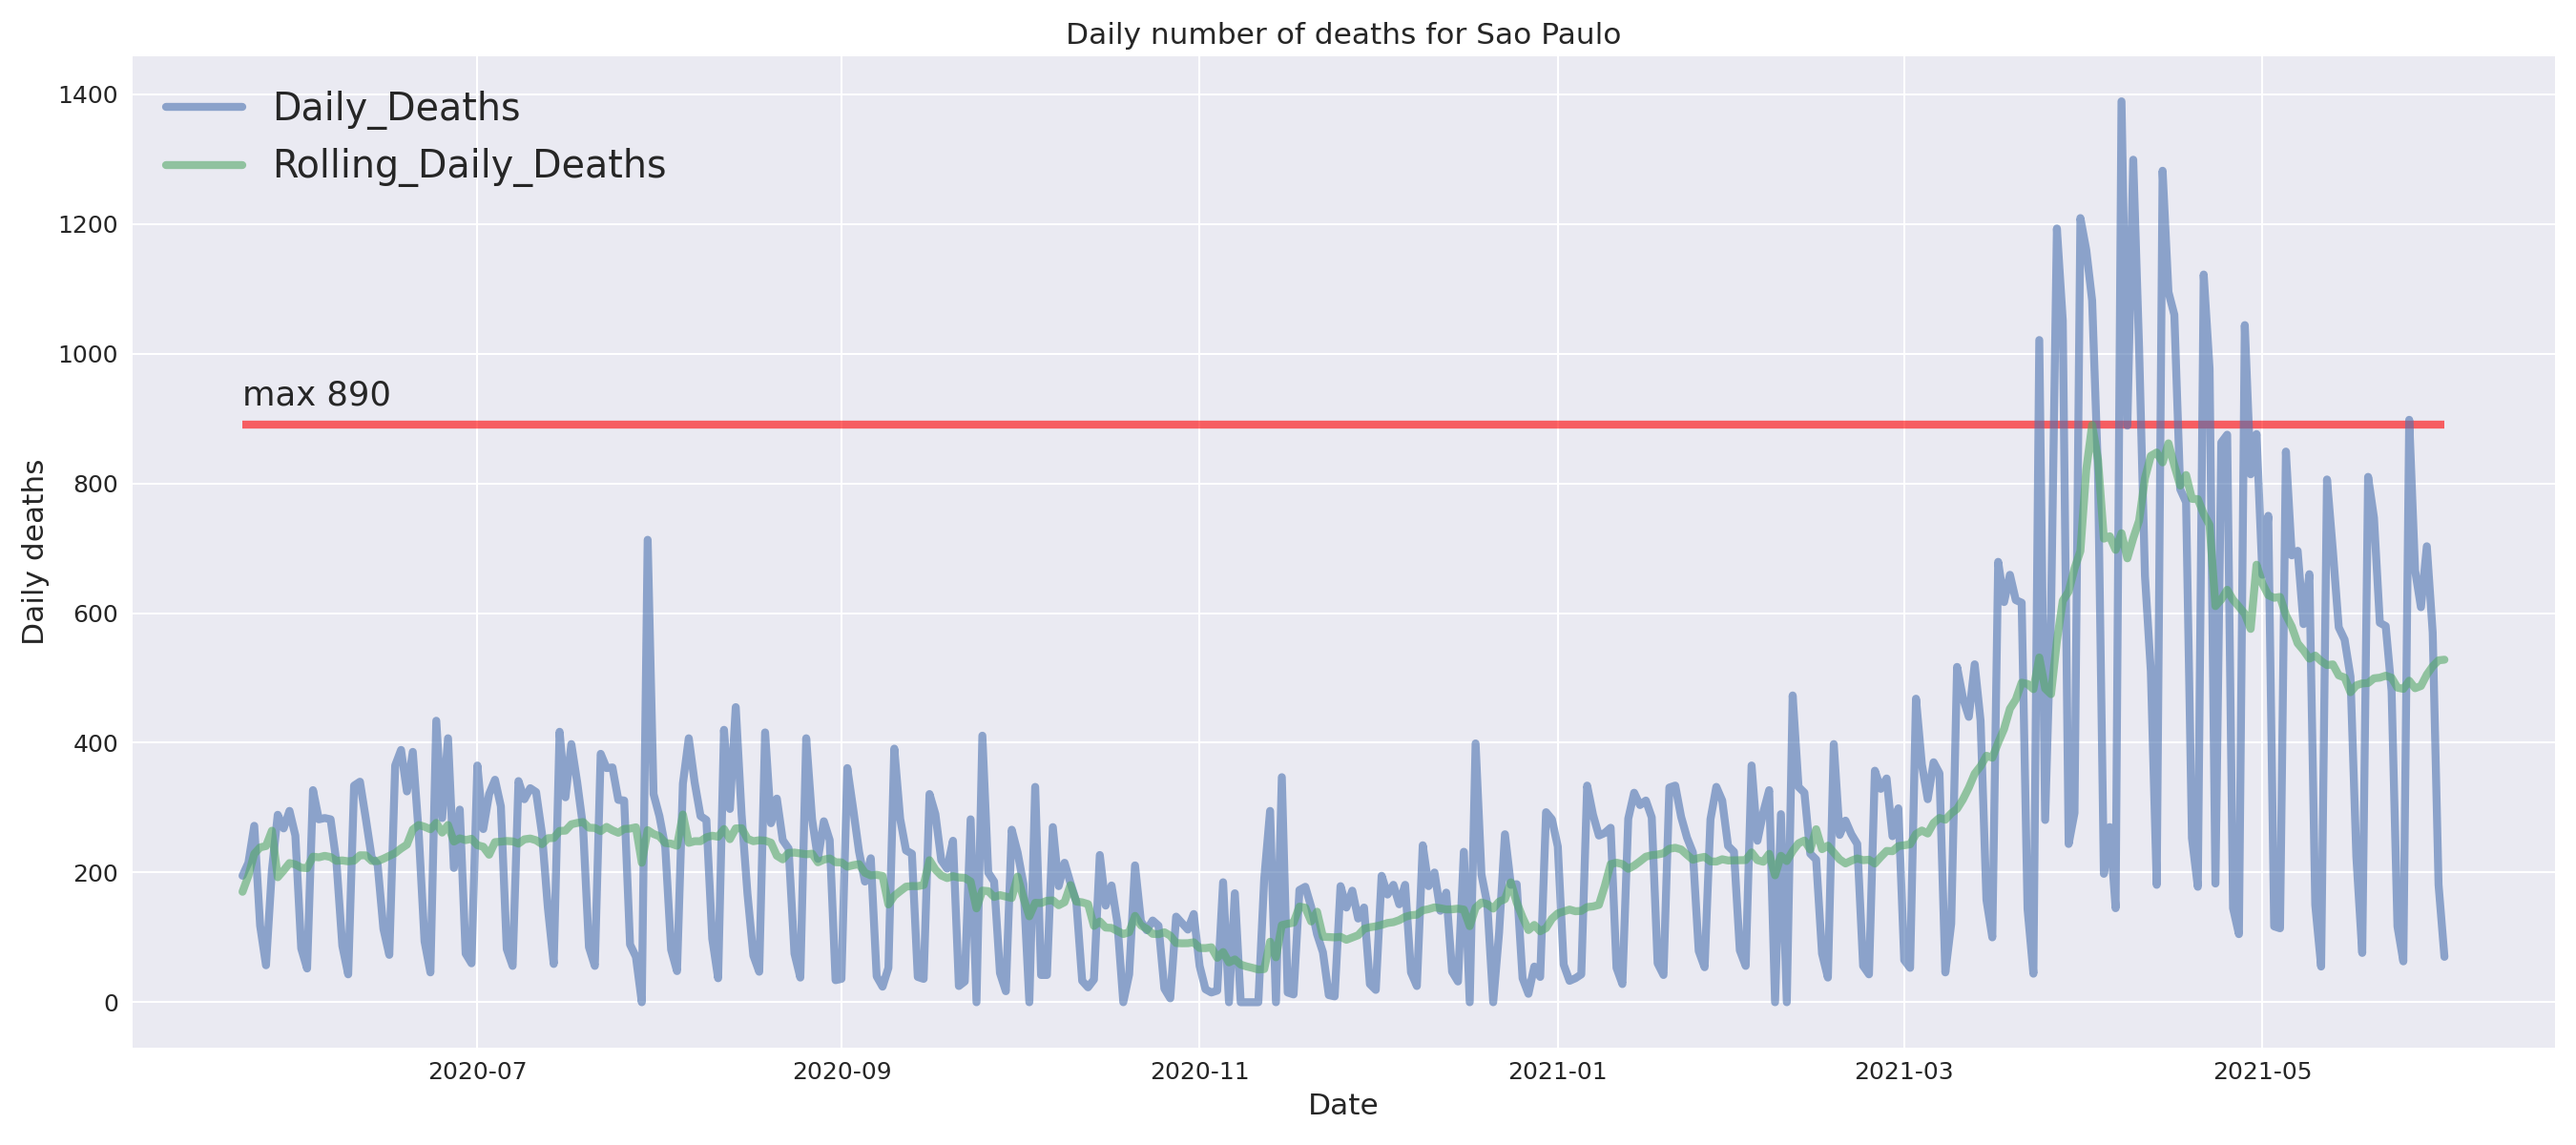 Daily number of deaths for Sao Paulo
Daily_Deaths
Rolling_Daily_Deaths
1400
1200
1000
800
600
400
200
0
max 890
Daily deaths
2020-07
2020-09
2020-11
2021-01
2021-03
2021-05
Date